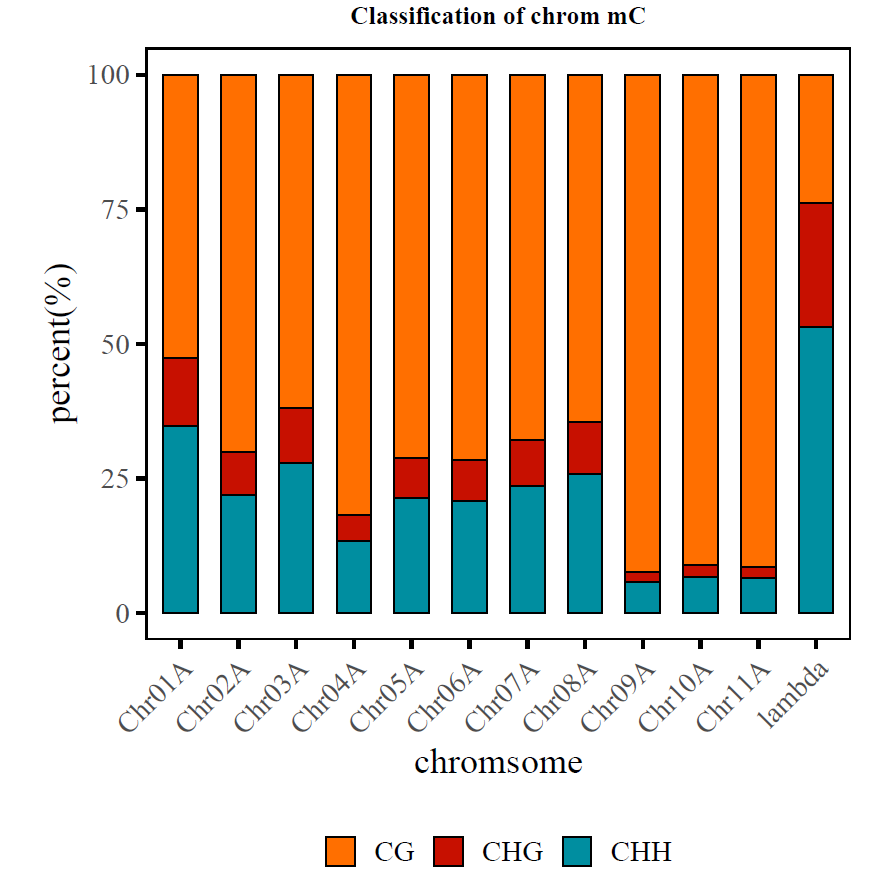 Classification of chrom mC
100
75
50
25
0
percent(%)
Chr01A
Chr02A
Chr03A
Chr04A
Chr05A
Chr06A
Chr07A
Chr08A
Chr09A
Chr10A
Chr11A
lambda
chromsome
CG CHG CHH